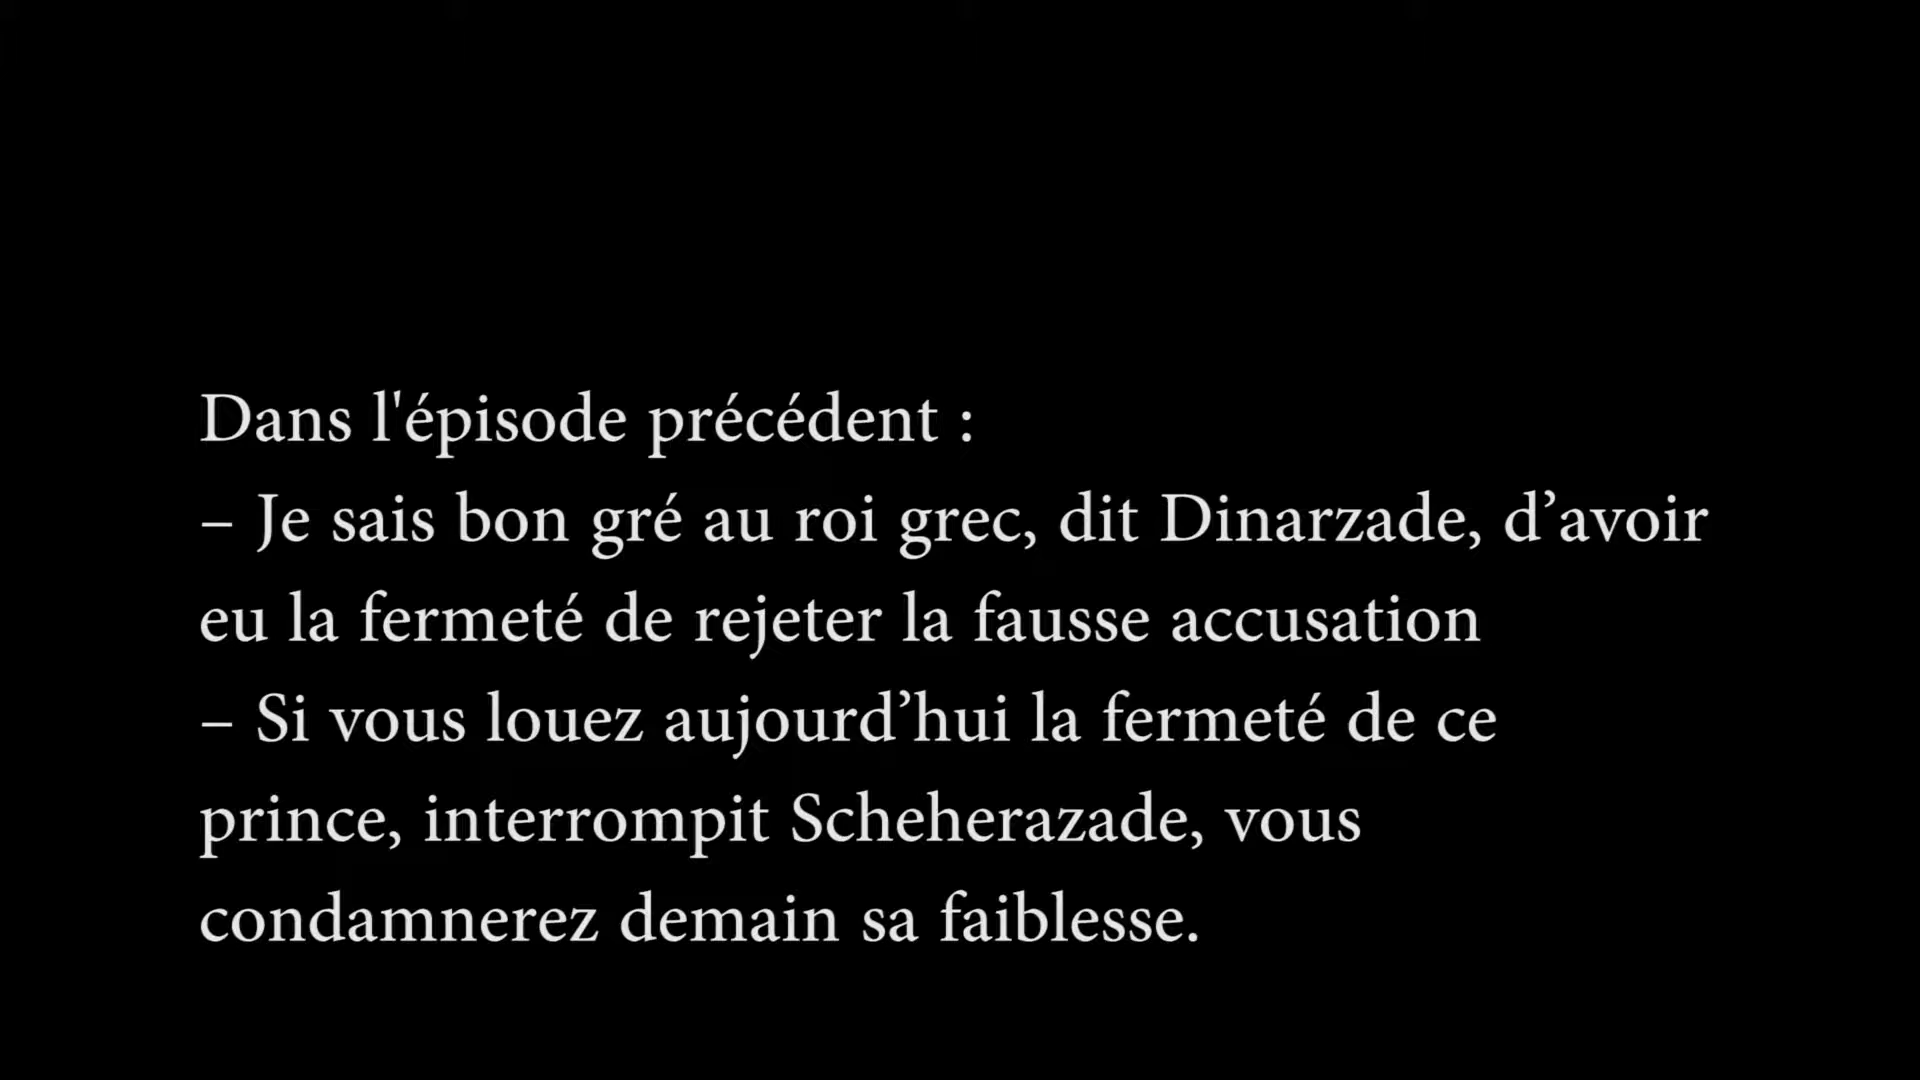 Dans l'épisode précédent :
– Je sais bon gré au roi grec, dit Dinarzade, d’avoir
eu la fermeté de rejeter la fausse accusation
– Si vous louez aujourd’hui la fermeté de ce
prince, interrompit Scheherazade, vous
condamnerez demain sa faiblesse.